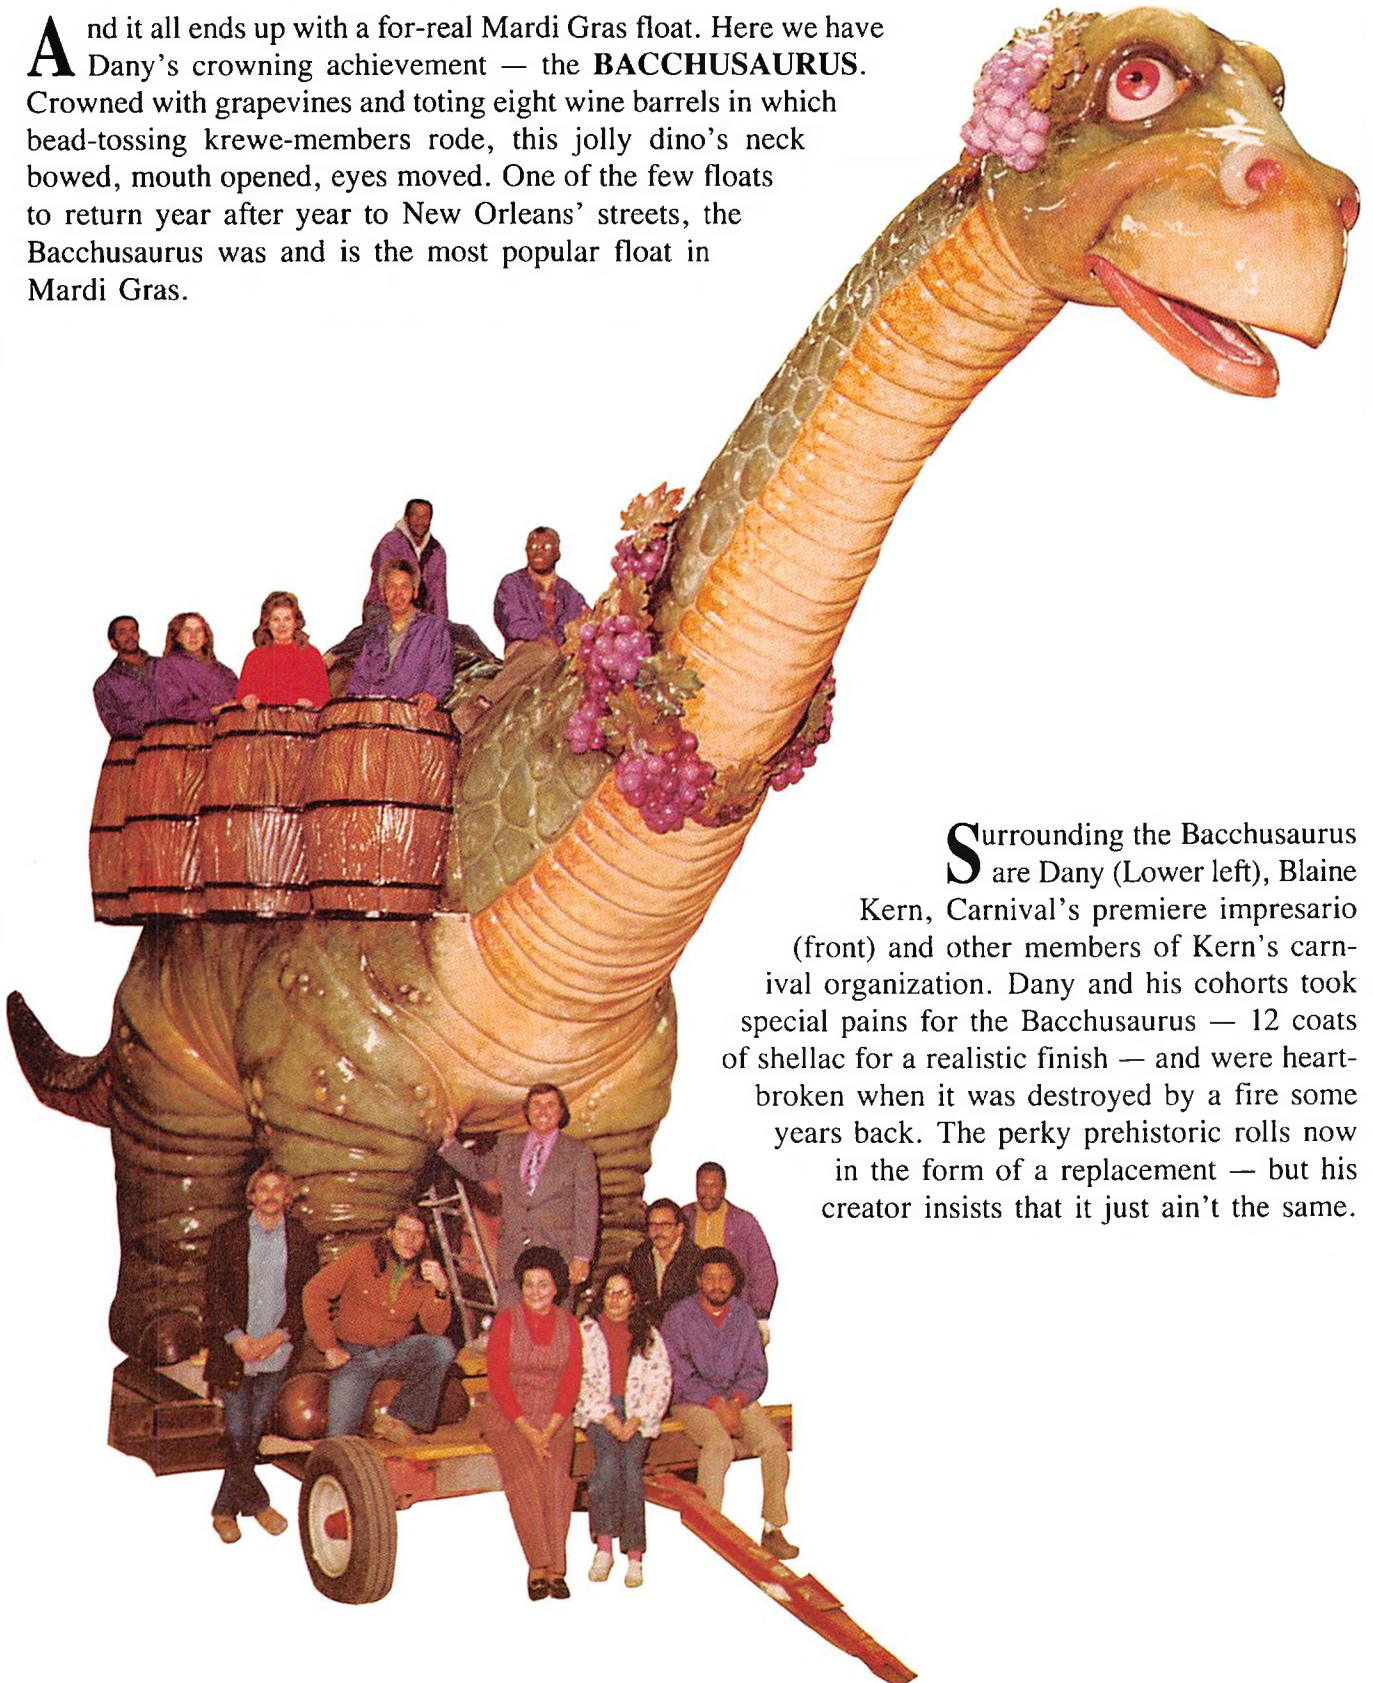 And it all ends up with a for-real Mardi Gras float. Here we have
Dany's crowning achievement — the BACCHUSAURUS.
Crowned with grapevines and toting eight wine barrels in which
bead-tossing krewe-members rode, this jolly dino's neck
bowed, mouth opened, eyes moved. One of the few floats
to return year after year to New Orleans' streets, the
Bacchusaurus was and is the most popular float in
Mardi Gras.
Surrounding the Bacchusaurus
are Dany (Lower left), Blaine
Kern, Carnival's premiere impresario
(front) and other members of Kern's carn-
ival organization. Dany and his cohorts took
special pains for the Bacchusaurus — 12 coats
of shellac for a realistic finish — and were heart-
broken when it was destroyed by a fire some
years back. The perky prehistoric rolls now
in the form of a replacement — but his
creator insists that it just ain't the same.